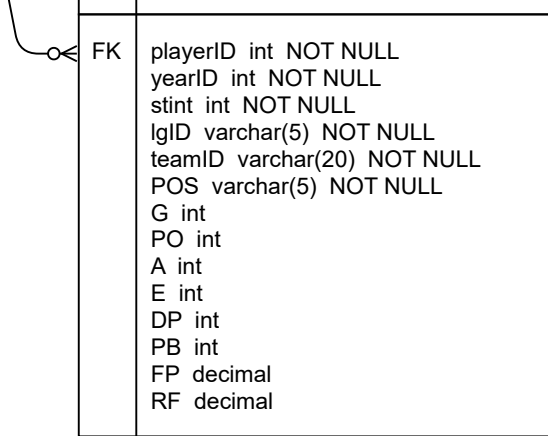 FK playerID int NOT NULL
yearID int NOT NULL
stint int NOT NULL
lgID varchar(5) NOT NULL
teamID varchar(20) NOT NULL
POS varchar(5) NOT NULL
G int
PO int
A int
E int
DP int
PB int
FP decimal
RF decimal